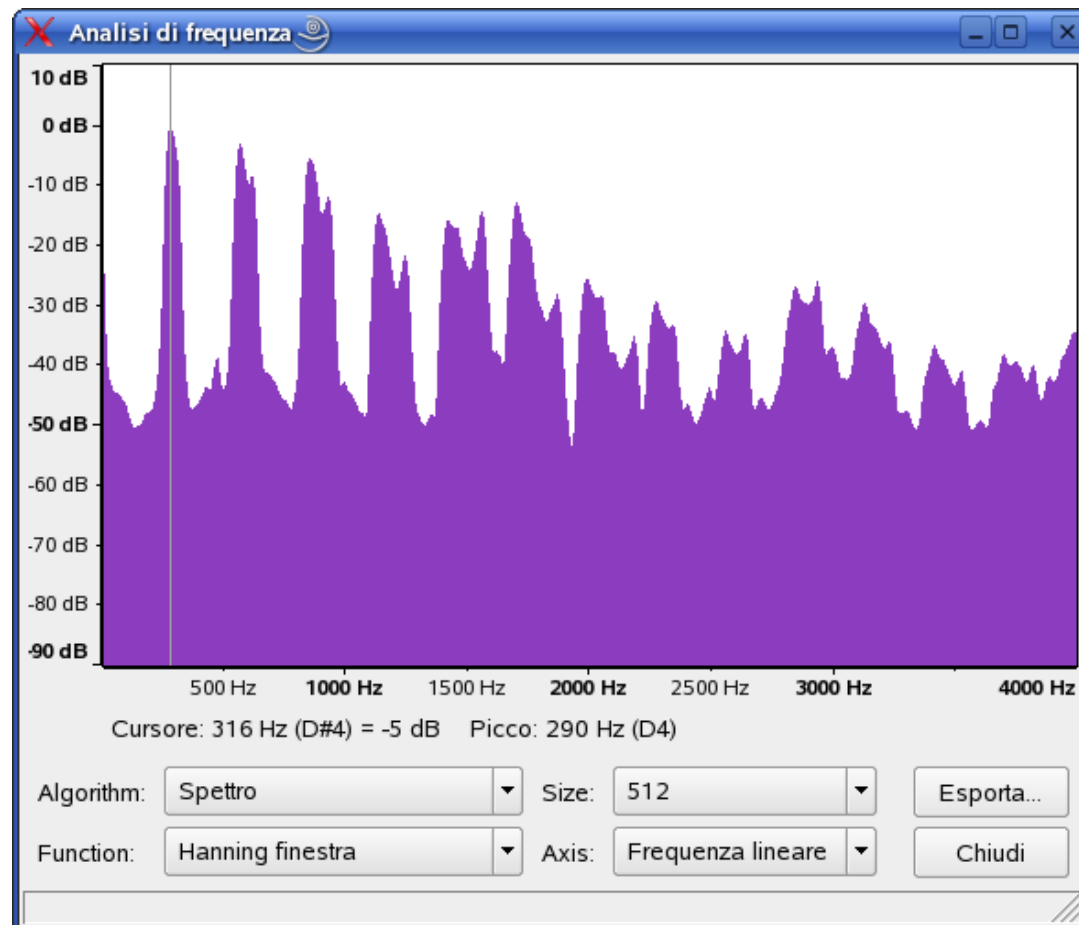 Analisi di frequenza
10 dB
0 dB
-10 dB
-20 dB
-30 dB
-40 dB
-50 dB
-60 dB
-70 dB
-80 dB
-90 dB
500 Hz 1000 Hz 1500 Hz 2000 Hz 2500 Hz 3000 Hz 4000 Hz
Cursore: 316 Hz (D#4) = -5 dB Picco: 290 Hz (D4)
Algorithm: Spettro Size: 512 Esporta...
Function: Hanning finestra Axis: Frequenza lineare Chiudi